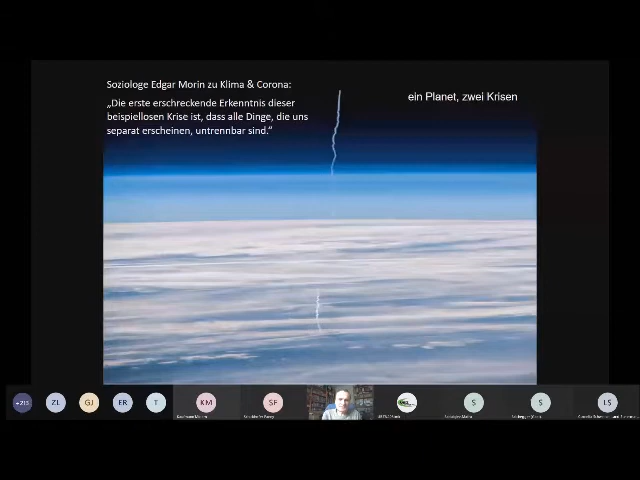 Soziologe Edgar Morin zu Klima & Corona:
„Die erste erschreckende Erkenntnis dieser
beispiellosen Krise ist, dass alle Dinge, die uns
separat erscheinen, untrennbar sind.“
ein Planet, zwei Krisen
ZL
GJ
ER
T
KM
SF
S
S
LS